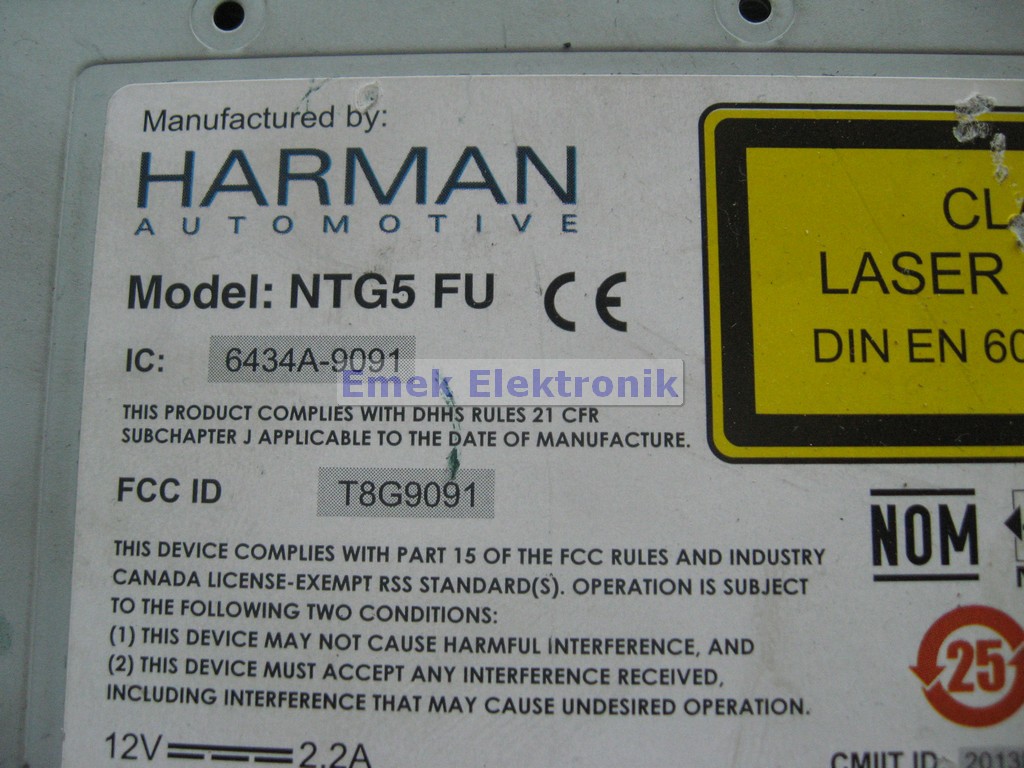 Manufactured by:
HARMAN
AUTOMOTIVE
Model: NTG5 FU CE
IC: 6434A-9091
Emek Elektronik
THIS PRODUCT COMPLIES WITH DHHS RULES 21 CFR
SUBCHAPTER J APPLICABLE TO THE DATE OF MANUFACTURE.
FCC ID T8G9091
THIS DEVICE COMPLIES WITH PART 15 OF THE FCC RULES AND INDUSTRY
CANADA LICENSE-EXEMPT RSS STANDARD(S). OPERATION IS SUBJECT
TO THE FOLLOWING TWO CONDITIONS:
(1) THIS DEVICE MAY NOT CAUSE HARMFUL INTERFERENCE, AND
(2) THIS DEVICE MUST ACCEPT ANY INTERFERENCE RECEIVED,
INCLUDING INTERFERENCE THAT MAY CAUSE UNDESIRED OPERATION.
12V 2.2A
LASER
DIN EN
NOM
25
CMIIT ID